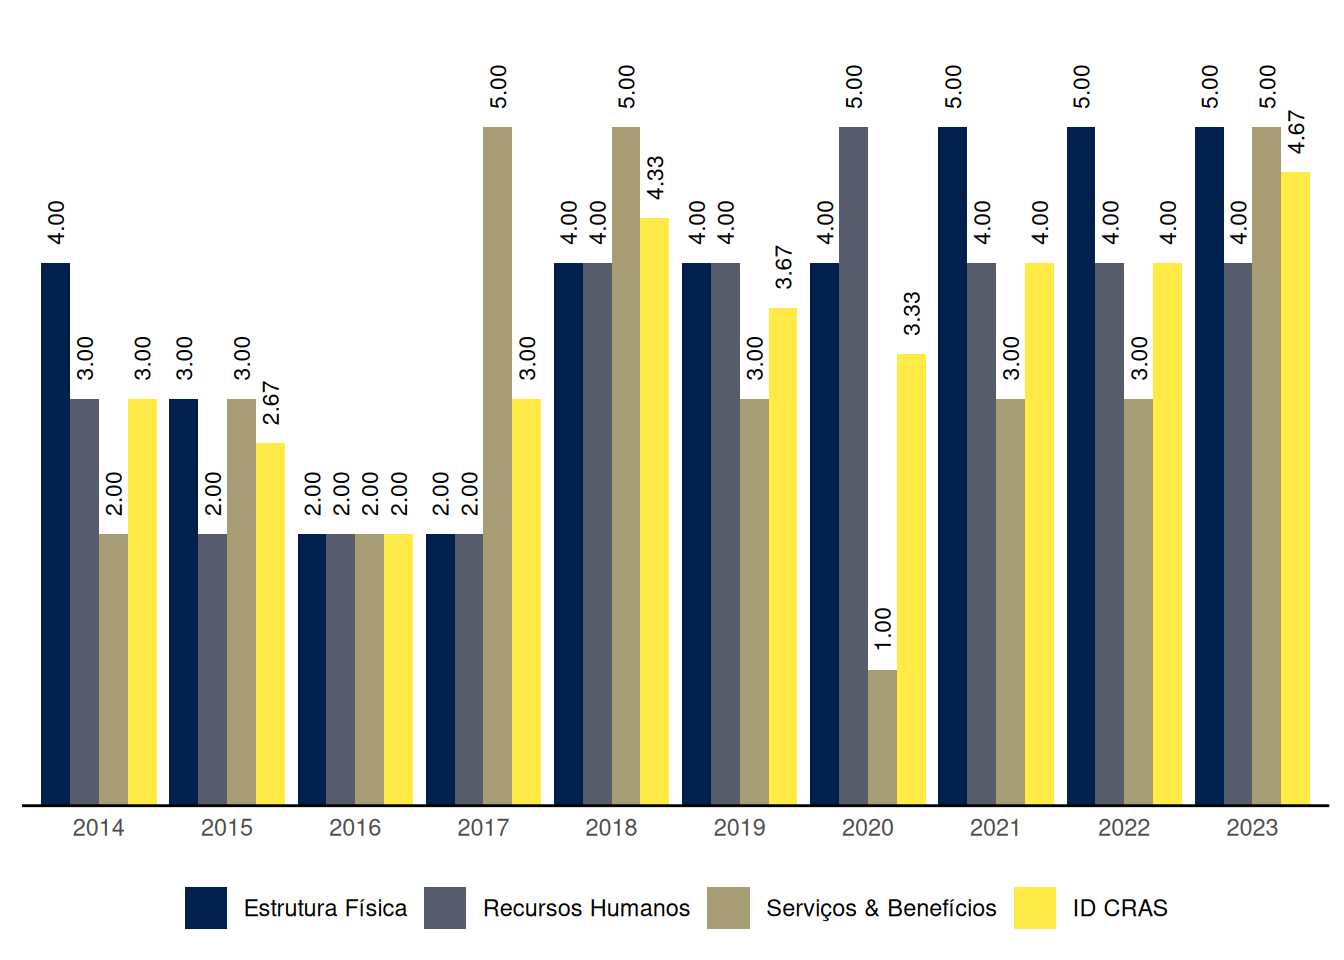 4.00 3.00 2.00 3.00
3.00 2.00 3.00 2.67
2.00 2.00 2.00 2.00
2.00 2.00 5.00 3.00
4.00 4.00 5.00 4.33
4.00 4.00 3.00 3.67
4.00 5.00 1.00 3.33
5.00 4.00 3.00 4.00
5.00 4.00 3.00 4.00
5.00 4.00 5.00 4.67
2014 2015 2016 2017 2018 2019 2020 2021 2022 2023
Estrutura Física Recursos Humanos Serviços & Benefícios ID CRAS